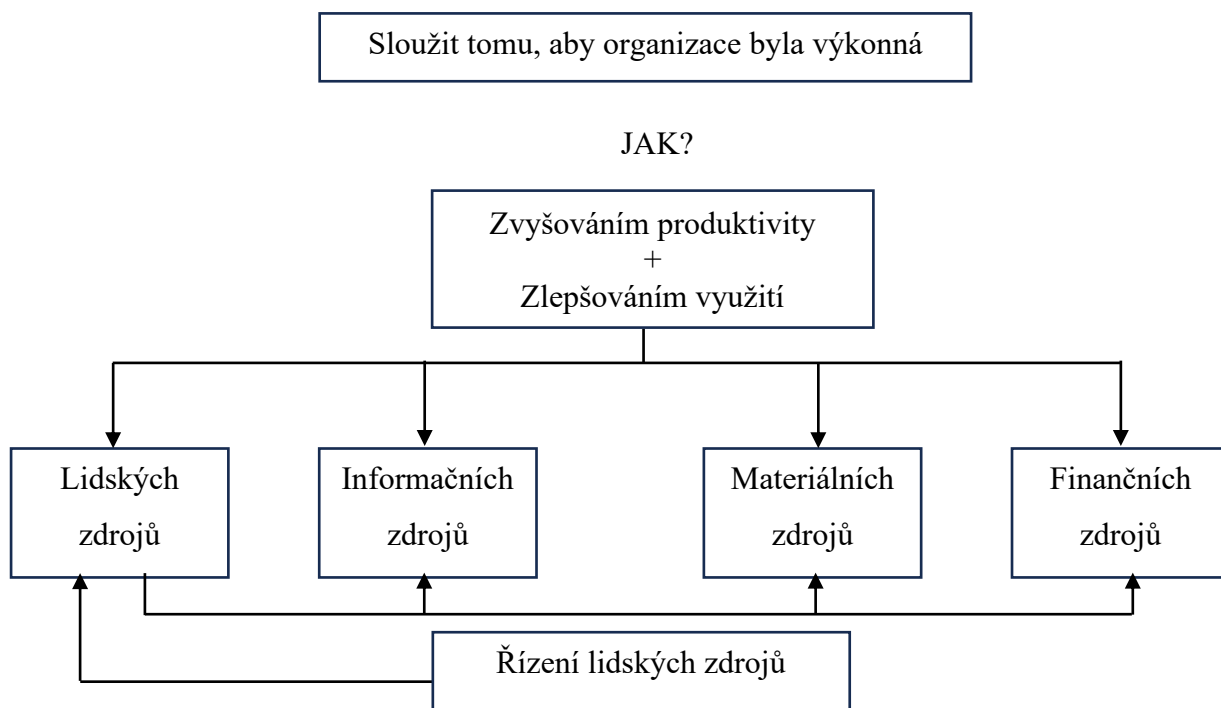 Sloužit tomu, aby organizace byla výkonná
JAK?
Zvyšováním produktivity
+
Zlepšováním využití
Lidských
zdrojů
Informačních
zdrojů
Materiálních
zdrojů
Finančních
zdrojů
Řízení lidských zdrojů